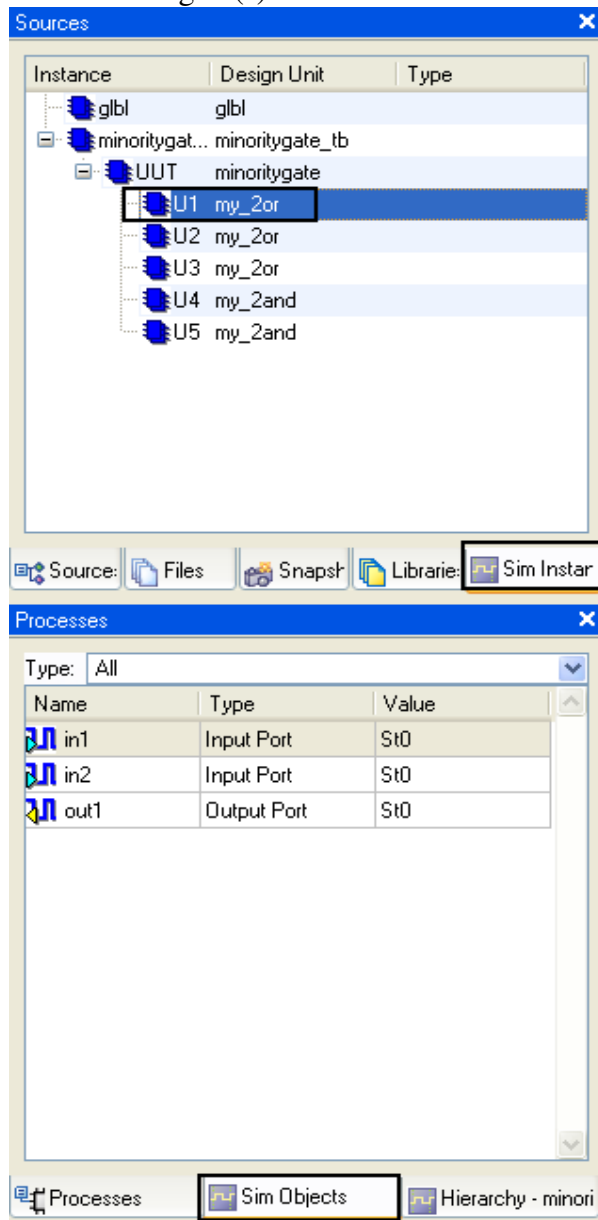 Sources
Instance Design Unit Type
glbl glbl
minoritygat... minoritygate_tb
UUT minoritygate
U1 my_2or
U2 my_2or
U3 my_2or
U4 my_2and
U5 my_2and
Source: Files Snapsh Librarie: Sim Instar
Processes
Type: All
Name Type Value
in1 Input Port St0
in2 Input Port St0
out1 Output Port St0
Processes Sim Objects Hierarchy - minori